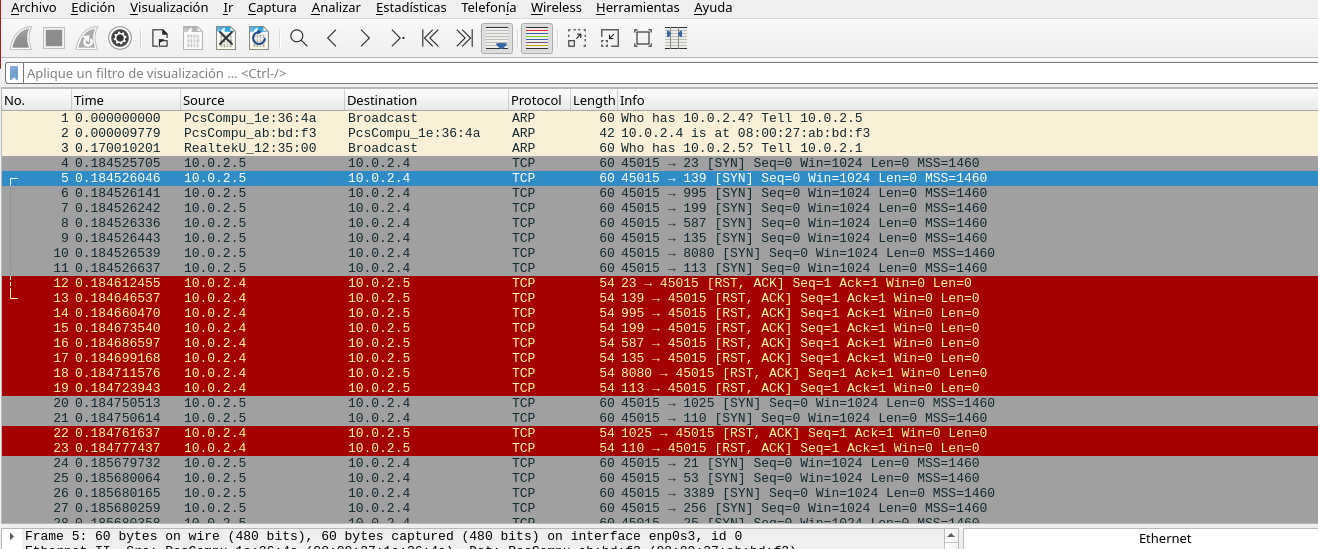 Archivo Edición Visualización Ir Captura Analizar Estadísticas Telefonía Wireless Herramientas Ayuda
Aplique un filtro de visualización ... <Ctrl-/>
No. Time Source Destination Protocol Length Info
1 0.000000000 PcsCompu_1e:36:4a Broadcast ARP 60 Who has 10.0.2.4? Tell 10.0.2.5
2 0.000009779 PcsCompu_ab:bd:f3 PcsCompu_1e:36:4a ARP 42 10.0.2.4 is at 08:00:27:ab:bd:f3
3 0.170010201 RealtekU_12:35:00 Broadcast ARP 60 Who has 10.0.2.5? Tell 10.0.2.1
4 0.184525705 10.0.2.5 10.0.2.4 TCP 60 45015 → 23 [SYN] Seq=0 Win=1024 Len=0 MSS=1460
5 0.184526046 10.0.2.5 10.0.2.4 TCP 60 45015 → 139 [SYN] Seq=0 Win=1024 Len=0 MSS=1460
6 0.184526141 10.0.2.5 10.0.2.4 TCP 60 45015 → 995 [SYN] Seq=0 Win=1024 Len=0 MSS=1460
7 0.184526242 10.0.2.5 10.0.2.4 TCP 60 45015 → 199 [SYN] Seq=0 Win=1024 Len=0 MSS=1460
8 0.184526336 10.0.2.5 10.0.2.4 TCP 60 45015 → 587 [SYN] Seq=0 Win=1024 Len=0 MSS=1460
9 0.184526443 10.0.2.5 10.0.2.4 TCP 60 45015 → 135 [SYN] Seq=0 Win=1024 Len=0 MSS=1460
10 0.184526539 10.0.2.5 10.0.2.4 TCP 60 45015 → 8080 [SYN] Seq=0 Win=1024 Len=0 MSS=1460
11 0.184526637 10.0.2.5 10.0.2.4 TCP 60 45015 → 113 [SYN] Seq=0 Win=1024 Len=0 MSS=1460
12 0.184612455 10.0.2.4 10.0.2.5 TCP 54 23 → 45015 [RST, ACK] Seq=1 Ack=1 Win=0 Len=0
13 0.184646537 10.0.2.4 10.0.2.5 TCP 54 139 → 45015 [RST, ACK] Seq=1 Ack=1 Win=0 Len=0
14 0.184660470 10.0.2.4 10.0.2.5 TCP 54 995 → 45015 [RST, ACK] Seq=1 Ack=1 Win=0 Len=0
15 0.184673540 10.0.2.4 10.0.2.5 TCP 54 199 → 45015 [RST, ACK] Seq=1 Ack=1 Win=0 Len=0
16 0.184686597 10.0.2.4 10.0.2.5 TCP 54 587 → 45015 [RST, ACK] Seq=1 Ack=1 Win=0 Len=0
17 0.184699168 10.0.2.4 10.0.2.5 TCP 54 135 → 45015 [RST, ACK] Seq=1 Ack=1 Win=0 Len=0
18 0.184711576 10.0.2.4 10.0.2.5 TCP 54 8080 → 45015 [RST, ACK] Seq=1 Ack=1 Win=0 Len=0
19 0.184723943 10.0.2.4 10.0.2.5 TCP 54 113 → 45015 [RST, ACK] Seq=1 Ack=1 Win=0 Len=0
20 0.184750513 10.0.2.5 10.0.2.4 TCP 60 45015 → 1025 [SYN] Seq=0 Win=1024 Len=0 MSS=1460
21 0.184750614 10.0.2.5 10.0.2.4 TCP 60 45015 → 110 [SYN] Seq=0 Win=1024 Len=0 MSS=1460
22 0.184761637 10.0.2.4 10.0.2.5 TCP 54 1025 → 45015 [RST, ACK] Seq=1 Ack=1 Win=0 Len=0
23 0.184777437 10.0.2.4 10.0.2.5 TCP 54 110 → 45015 [RST, ACK] Seq=1 Ack=1 Win=0 Len=0
24 0.185679732 10.0.2.5 10.0.2.4 TCP 60 45015 → 21 [SYN] Seq=0 Win=1024 Len=0 MSS=1460
25 0.185680064 10.0.2.5 10.0.2.4 TCP 60 45015 → 53 [SYN] Seq=0 Win=1024 Len=0 MSS=1460
26 0.185680165 10.0.2.5 10.0.2.4 TCP 60 45015 → 3389 [SYN] Seq=0 Win=1024 Len=0 MSS=1460
27 0.185680259 10.0.2.5 10.0.2.4 TCP 60 45015 → 256 [SYN] Seq=0 Win=1024 Len=0 MSS=1460
28 0.185680358 10.0.2.5 10.0.2.4 TCP 60 45015 → 25 [SYN] Seq=0 Win=1024 Len=0 MSS=1460
Frame 5: 60 bytes on wire (480 bits), 60 bytes captured (480 bits) on interface enp0s3, id 0
Ethernet II, Src: PcsCompu_1e:36:4a (08:00:27:1e:36:4a), Dst: PcsCompu_ab:bd:f3 (08:00:27:ab:bd:f3)
Ethernet